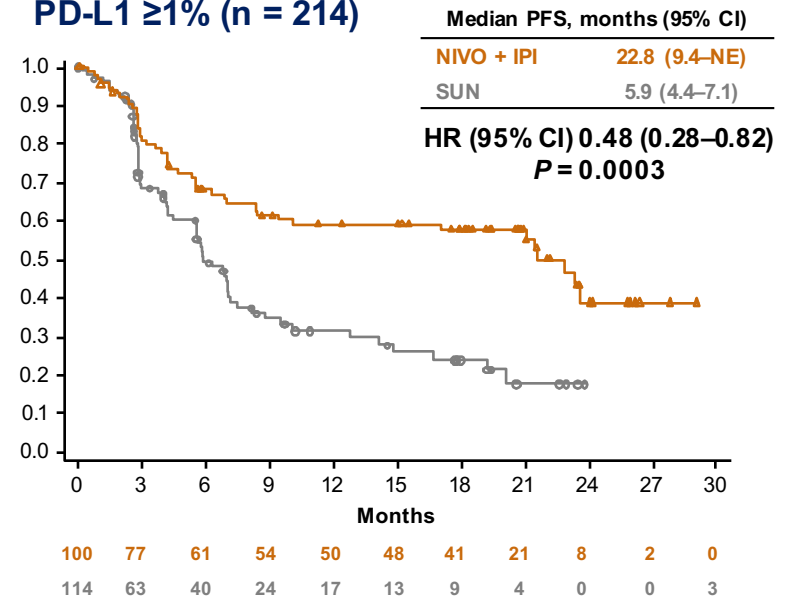 PD-L1 ≥1% (n = 214)
Median PFS, months (95% CI)
NIVO + IPI 22.8 (9.4–NE)
SUN 5.9 (4.4–7.1)
HR (95% CI) 0.48 (0.28–0.82)
P = 0.0003
1.0
0.9
0.8
0.7
0.6
0.5
0.4
0.3
0.2
0.1
0.0
0 3 6 9 12 15 18 21 24 27 30
Months
100 77 61 54 50 48 41 21 8 2 0
114 63 40 24 17 13 9 4 0 0 3